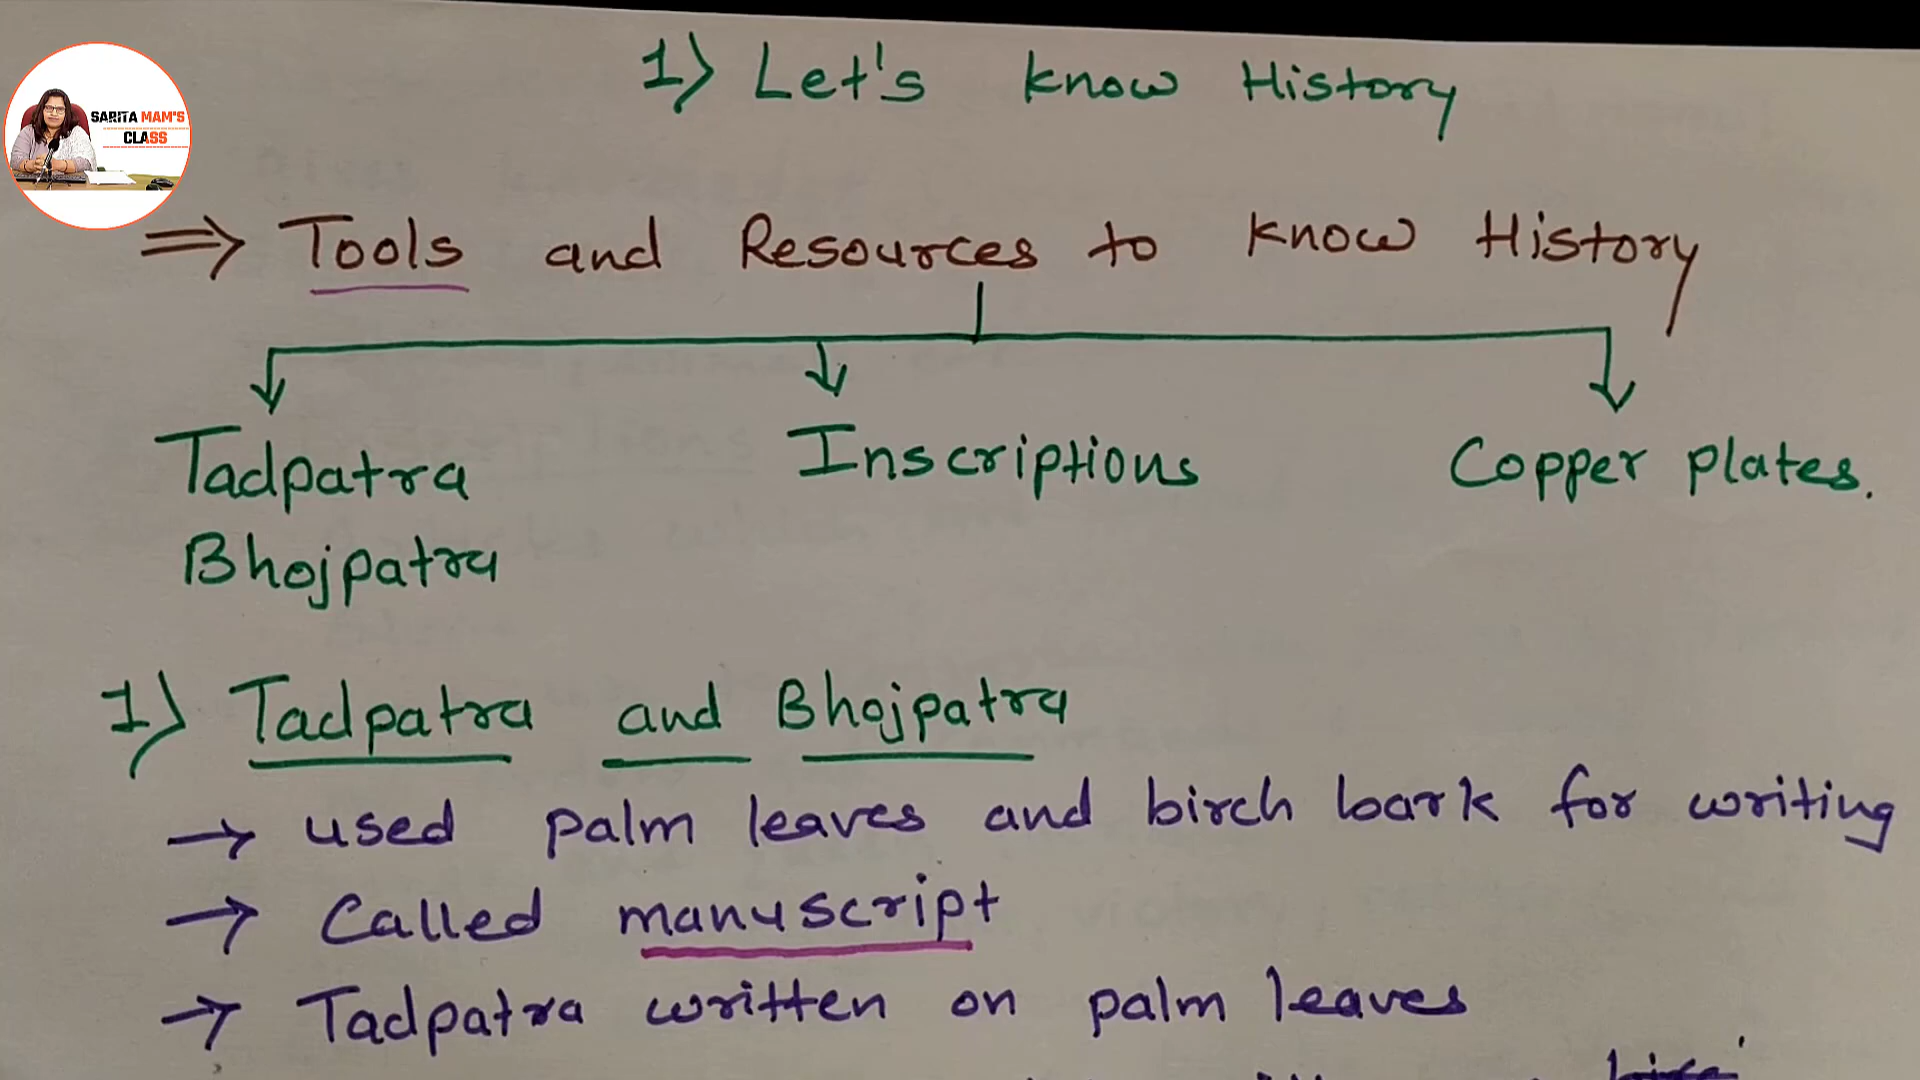 1) Let's know History
SARITA MAM'S
CLASS
⇒ Tools and Resources to know History
Tadpatra Inscriptions Copper plates.
Bhojpatra
1) Tadpatra and Bhojpatra
→ used palm leaves and birch bark for writing
→ Called manuscript
→ Tadpatra written on palm leaves